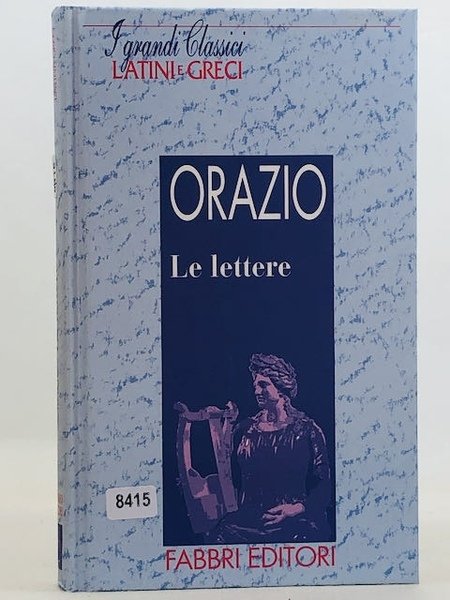 I grandi Classici
LATINI E GRECI
ORAZIO
Le lettere
8415
FABBRI EDITORI